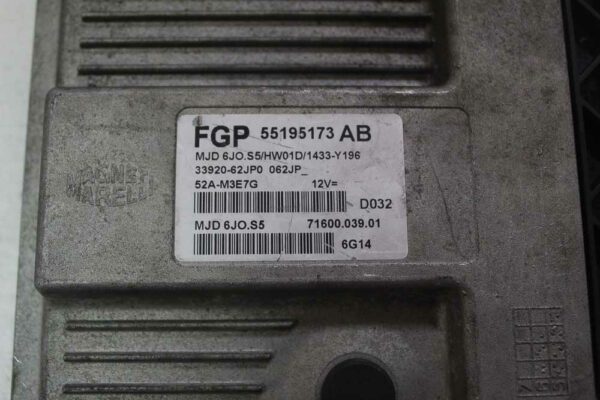 MAGNETI
MARELLI
FGP 55195173 AB
MJD 6JO.S5/HW01D/1433-Y196
33920-62JP0 062JP_
52A-M3E7G 12V=
D032
MJD 6JO.S5 71600.039.01
6G14